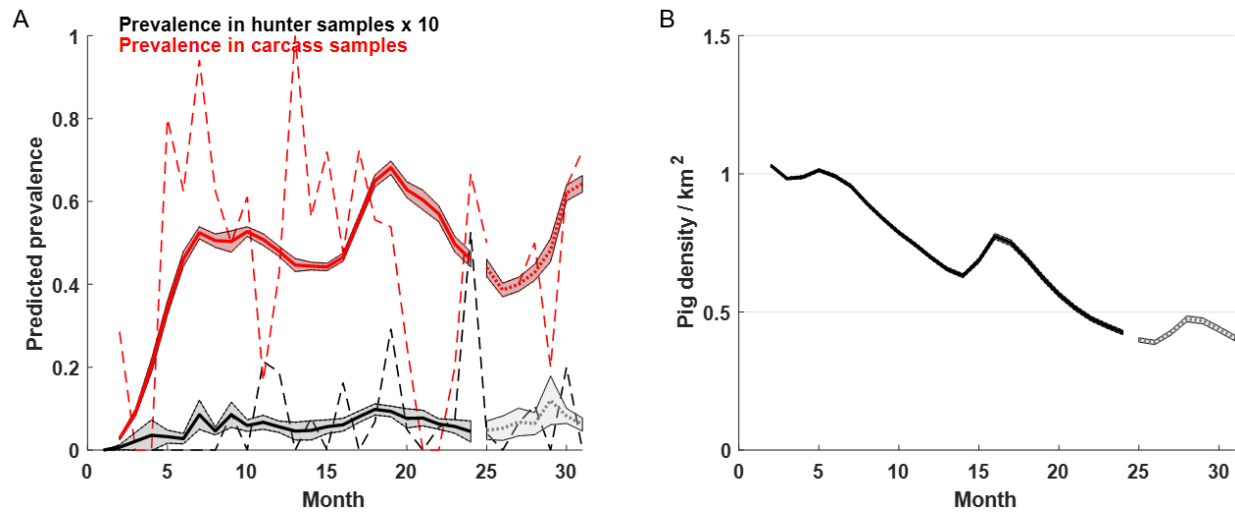 A
Prevalence in hunter samples x 10
Prevalence in carcass samples
1
0.8
0.6
0.4
0.2
0
Predicted prevalence
0 5 10 15 20 25 30
Month
B
1.5
1
0.5
0
Pig density / km²
0 5 10 15 20 25 30
Month